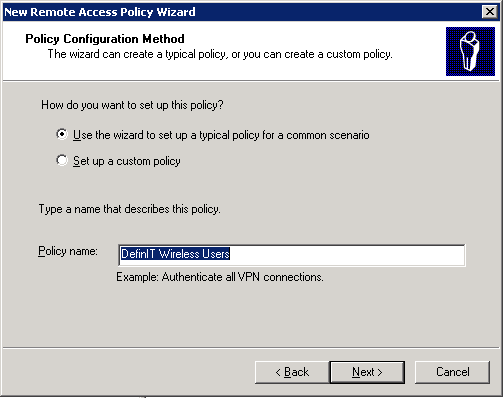 New Remote Access Policy Wizard
Policy Configuration Method
The wizard can create a typical policy, or you can create a custom policy.
How do you want to set up this policy?
Use the wizard to set up a typical policy for a common scenario
Set up a custom policy
Type a name that describes this policy.
Policy name: DefinIT Wireless Users
Example: Authenticate all VPN connections.
< Back Next > Cancel